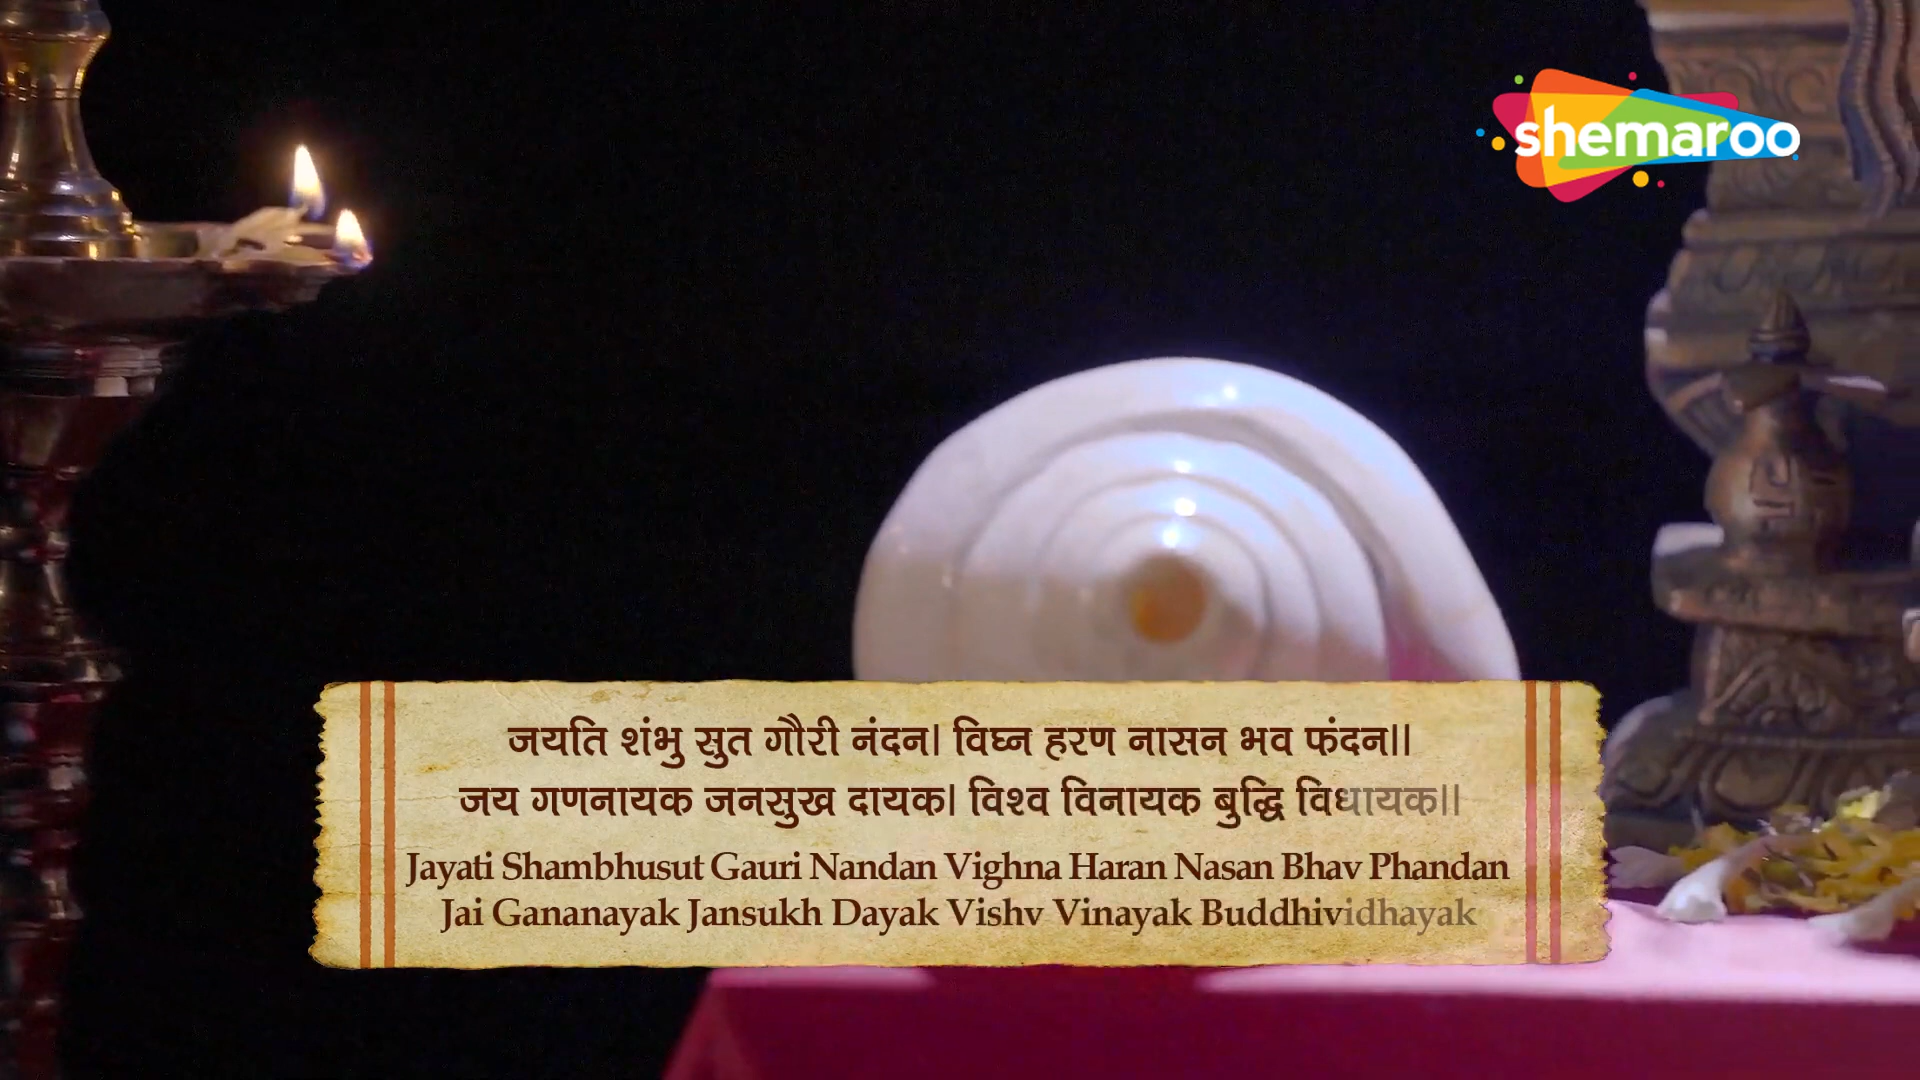 shemaroo
जयति शंभु सुत गौरी नंदन। विघ्न हरण नासन भव फंदन।।
जय गणनायक जनसुख दायक। विश्व विनायक बुद्धि विधायक।।
Jayati Shambhusut Gauri Nandan Vighna Haran Nasan Bhav Phandan
Jai Gananayak Jansukh Dayak Vishv Vinayak Buddhividhayak